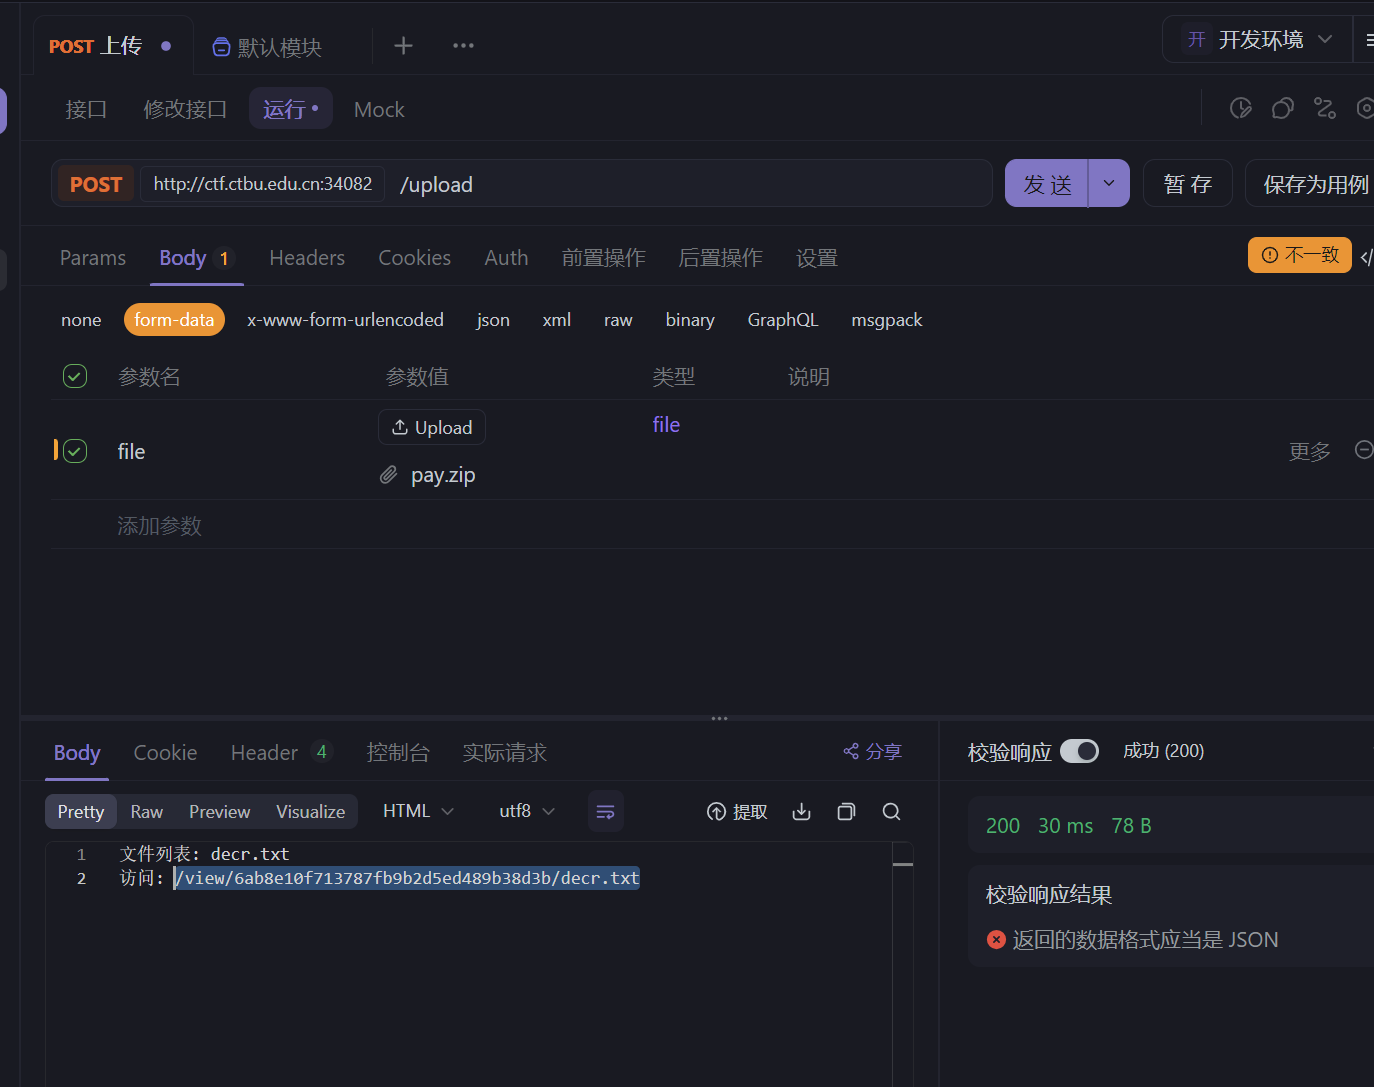 POST 上传
默认模块
开 开发环境
接口 修改接口 运行 Mock
POST http://ctf.ctbu.edu.cn:34082 /upload 发 送 暂 存 保存为用例
Params Body 1 Headers Cookies Auth 前置操作 后置操作 设置 不一致
none form-data x-www-form-urlencoded json xml raw binary GraphQL msgpack
参数名 参数值 类型 说明
file Upload file 更多
pay.zip
添加参数
Body Cookie Header 4 控制台 实际请求 分享
Pretty Raw Preview Visualize HTML utf8 提取
1 文件列表: decr.txt
2 访问: /view/6ab8e10f713787fb9b2d5ed489b38d3b/decr.txt
校验响应 成功 (200)
200 30 ms 78 B
校验响应结果
返回的数据格式应当是 JSON